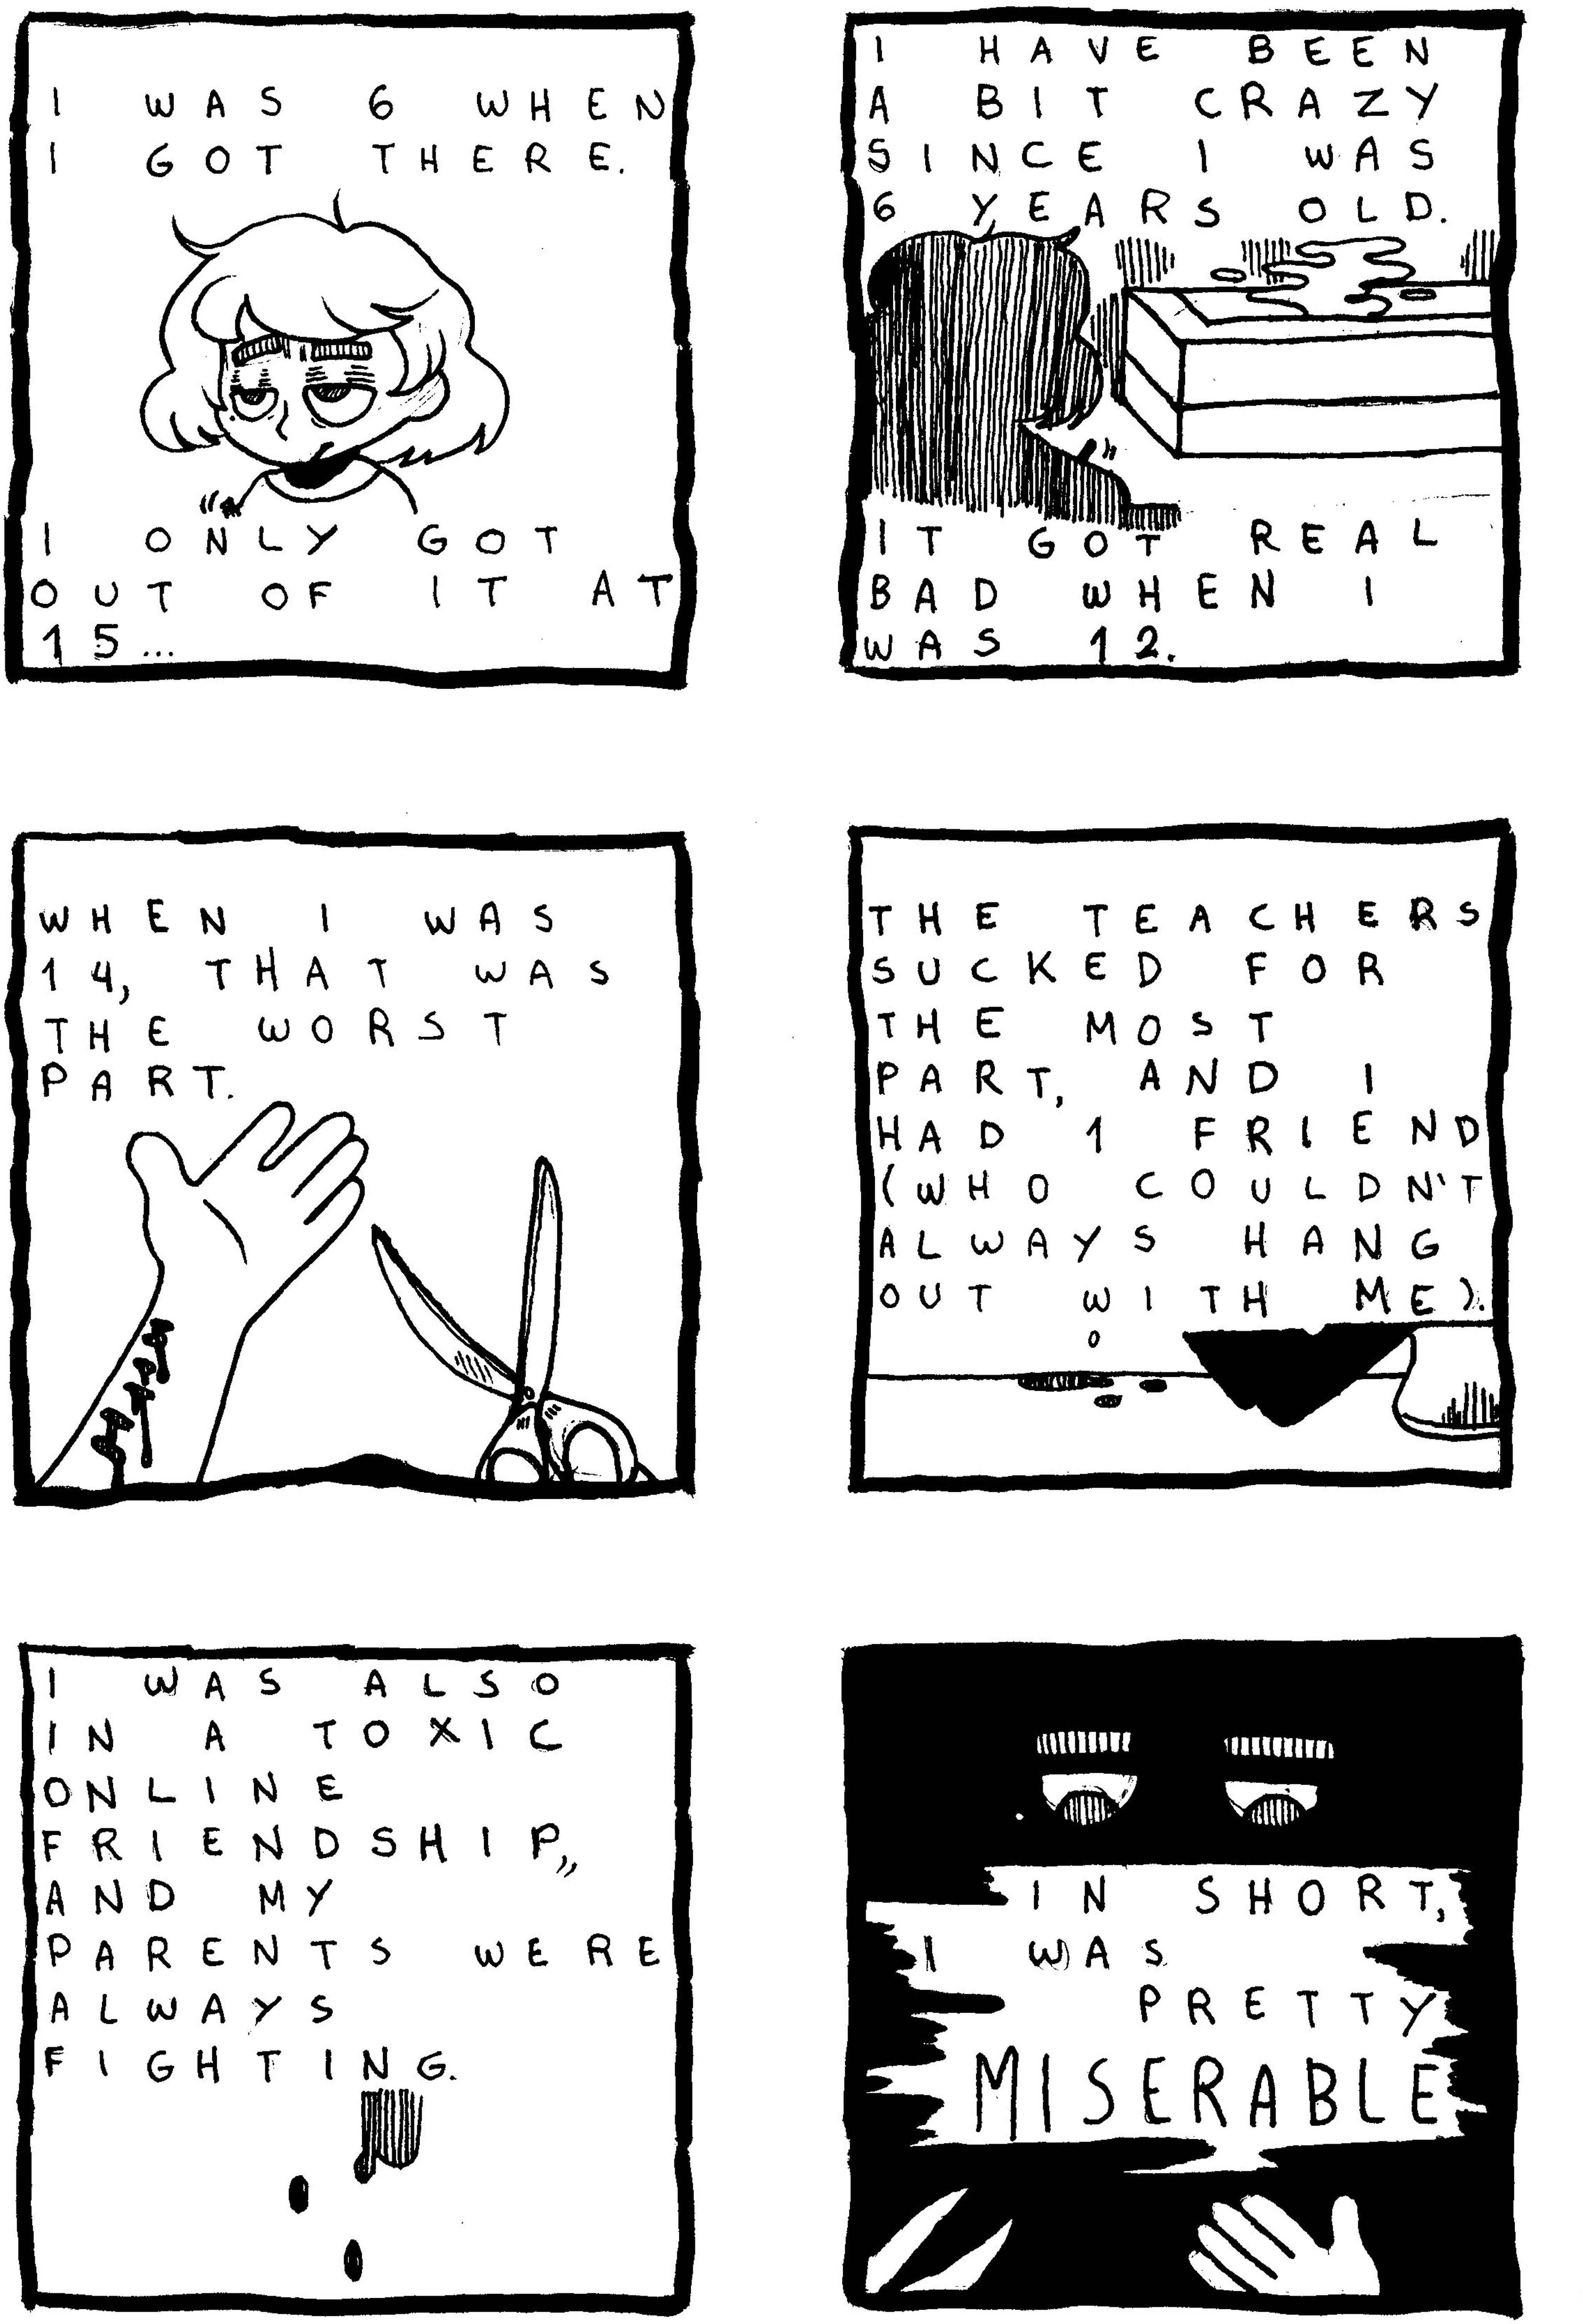 I WAS 6 WHEN
I GOT THERE.
I ONLY GOT
OUT OF IT AT
15...
I HAVE BEEN
A BIT CRAZY
SINCE I WAS
6 YEARS OLD.
IT GOT REAL
BAD WHEN I
WAS 12.
WHEN I WAS
14, THAT WAS
THE WORST
PART.
THE TEACHERS
SUCKED FOR
THE MOST
PART, AND I
HAD 1 FRIEND
(WHO COULDN'T
ALWAYS HANG
OUT WITH ME).
I WAS ALSO
IN A TOXIC
ONLINE
FRIENDSHIP,,
AND MY
PARENTS WERE
ALWAYS
FIGHTING.
IN SHORT,
I WAS
PRETTY
MISERABLE